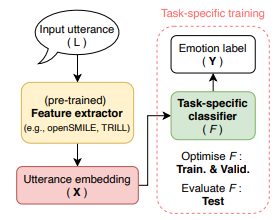 Input utterance
( L )
(pre-trained)
Feature extractor
(e.g., openSMILE, TRILL)
Utterance embedding
( X )
Task-specific training
Emotion label
( Y )
Task-specific
classifier
( F )
Optimise F :
Train. & Valid.
Evaluate F :
Test